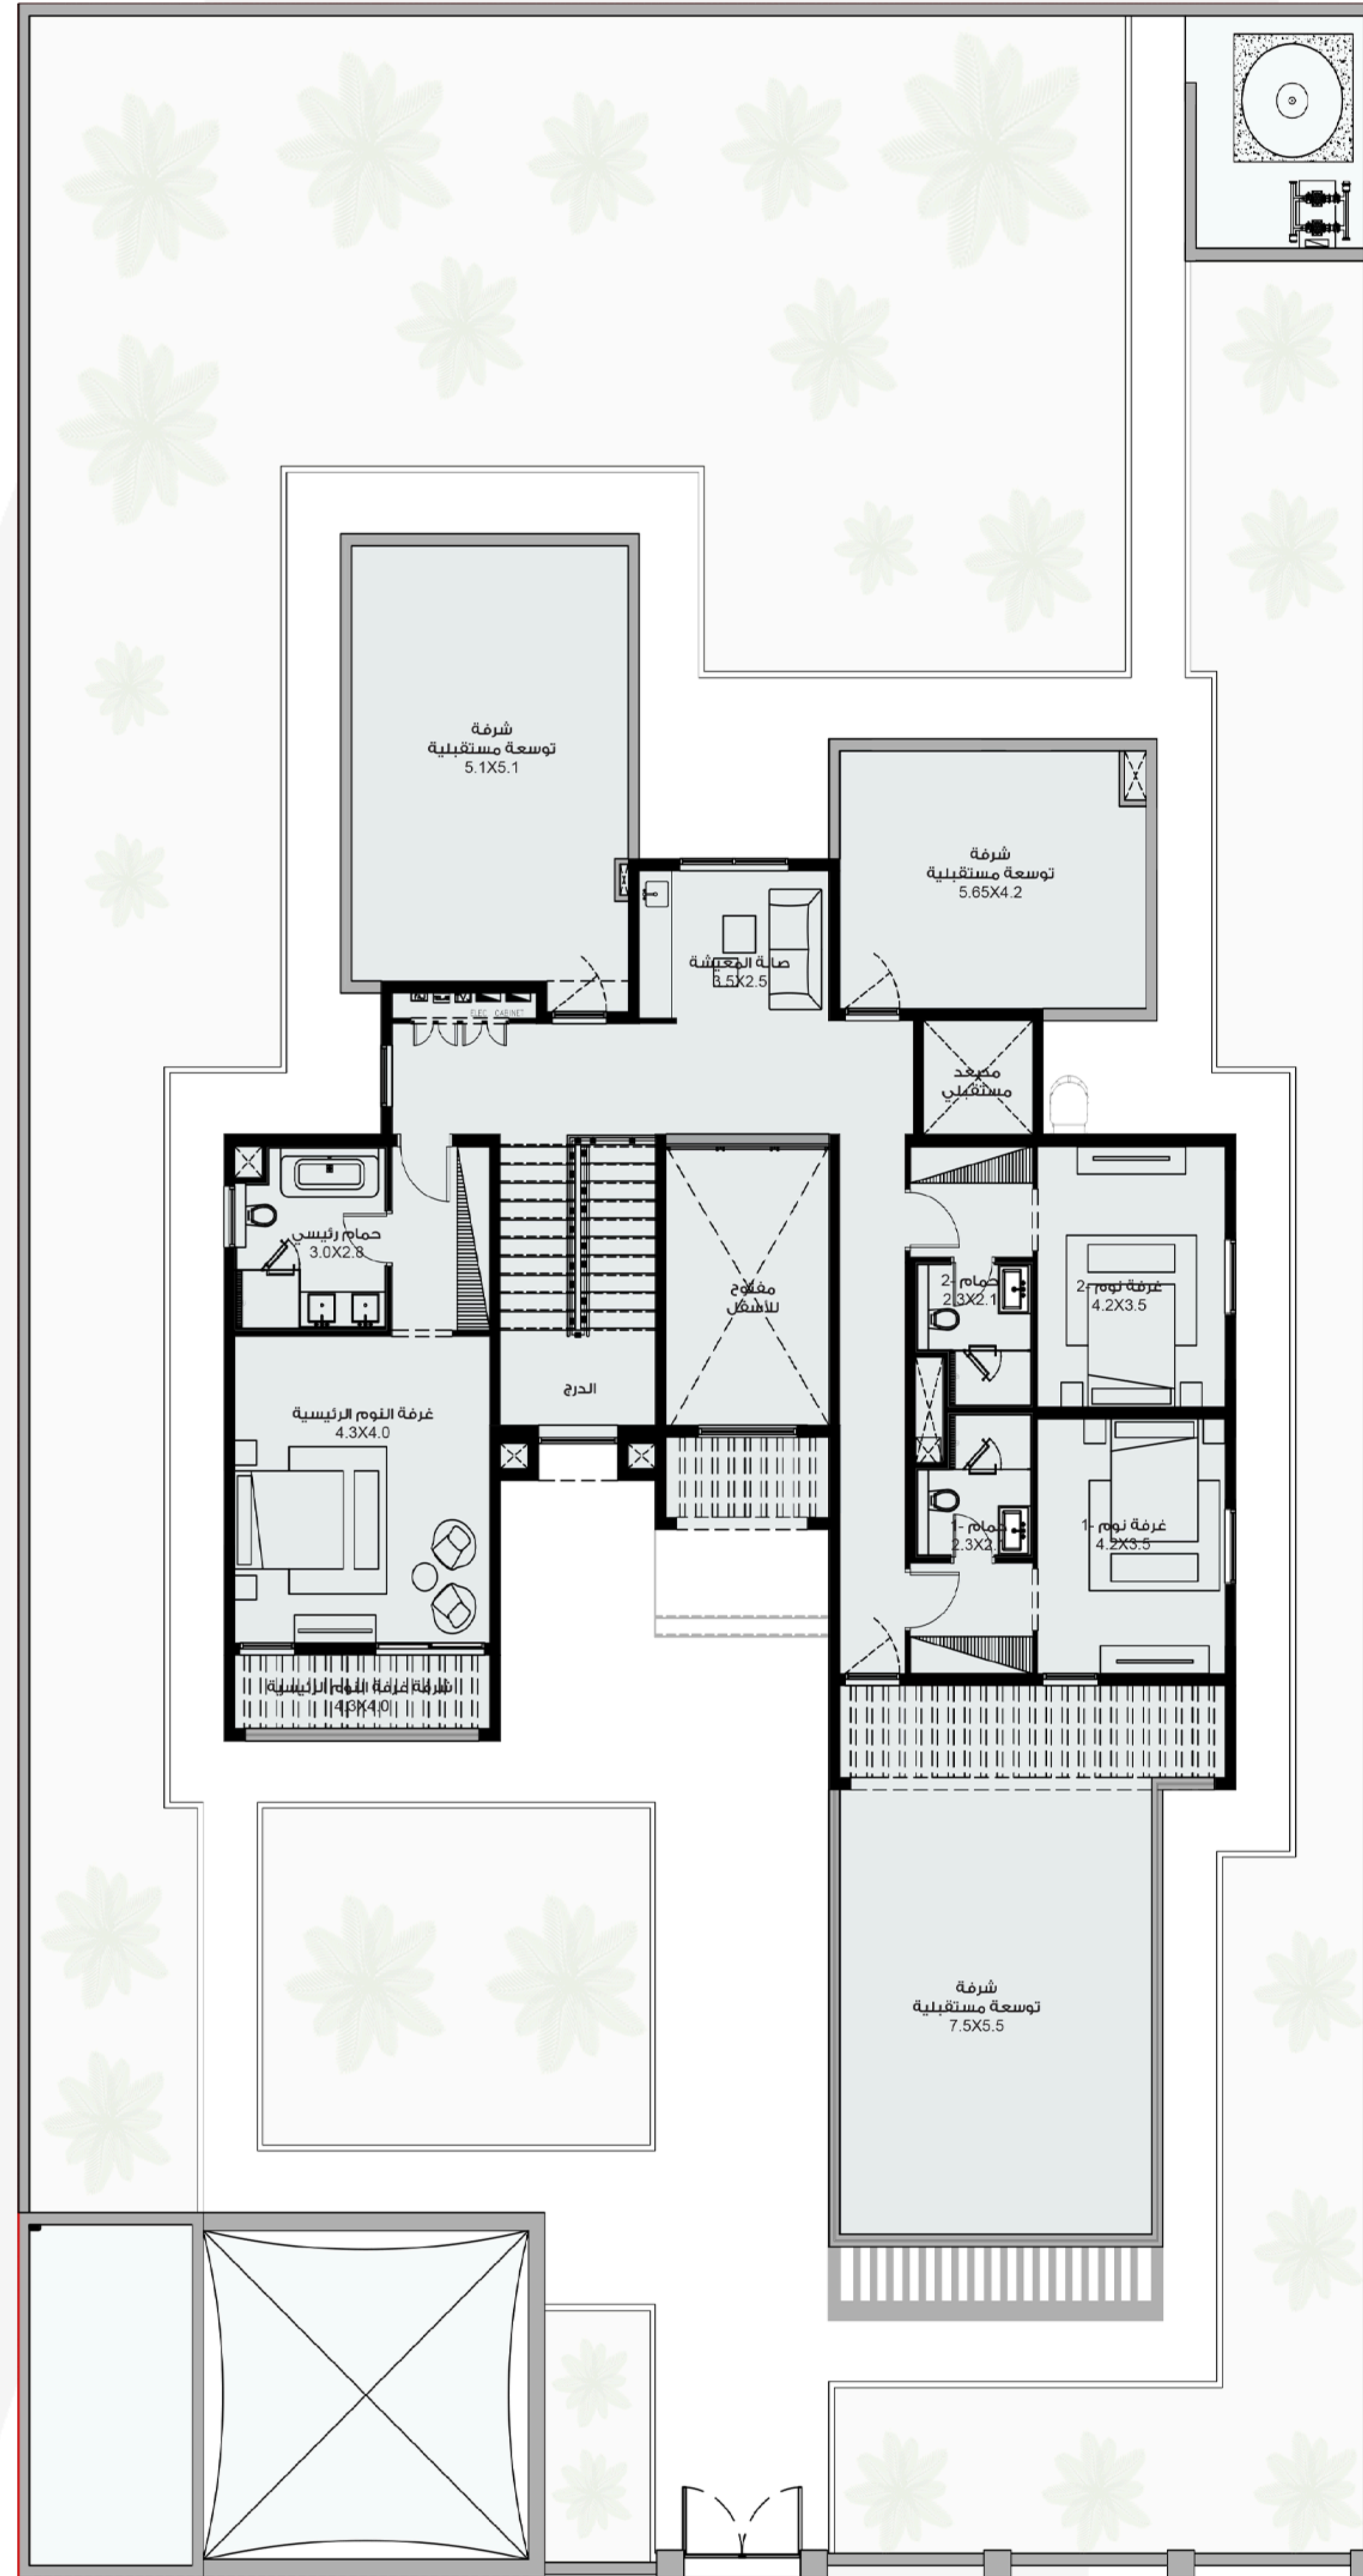 شرفة
توسعة مستقبلية
5.1X5.1
شرفة
توسعة مستقبلية
5.65X4.2
صالة المعيشة
3.5X2.5
ELEC. CABINET
مصعد
مستقبلي
حمام رئيسي
3.0X2.8
حمام -2
2.3X2.1
غرفة نوم -2
4.2X3.5
مفتوح
للأسفل
الدرج
غرفة النوم الرئيسية
4.3X4.0
حمام -1
2.3X2.1
غرفة نوم -1
4.2X3.5
شرفة غرفة النوم الرئيسية
4.3X4.0
شرفة
توسعة مستقبلية
7.5X5.5